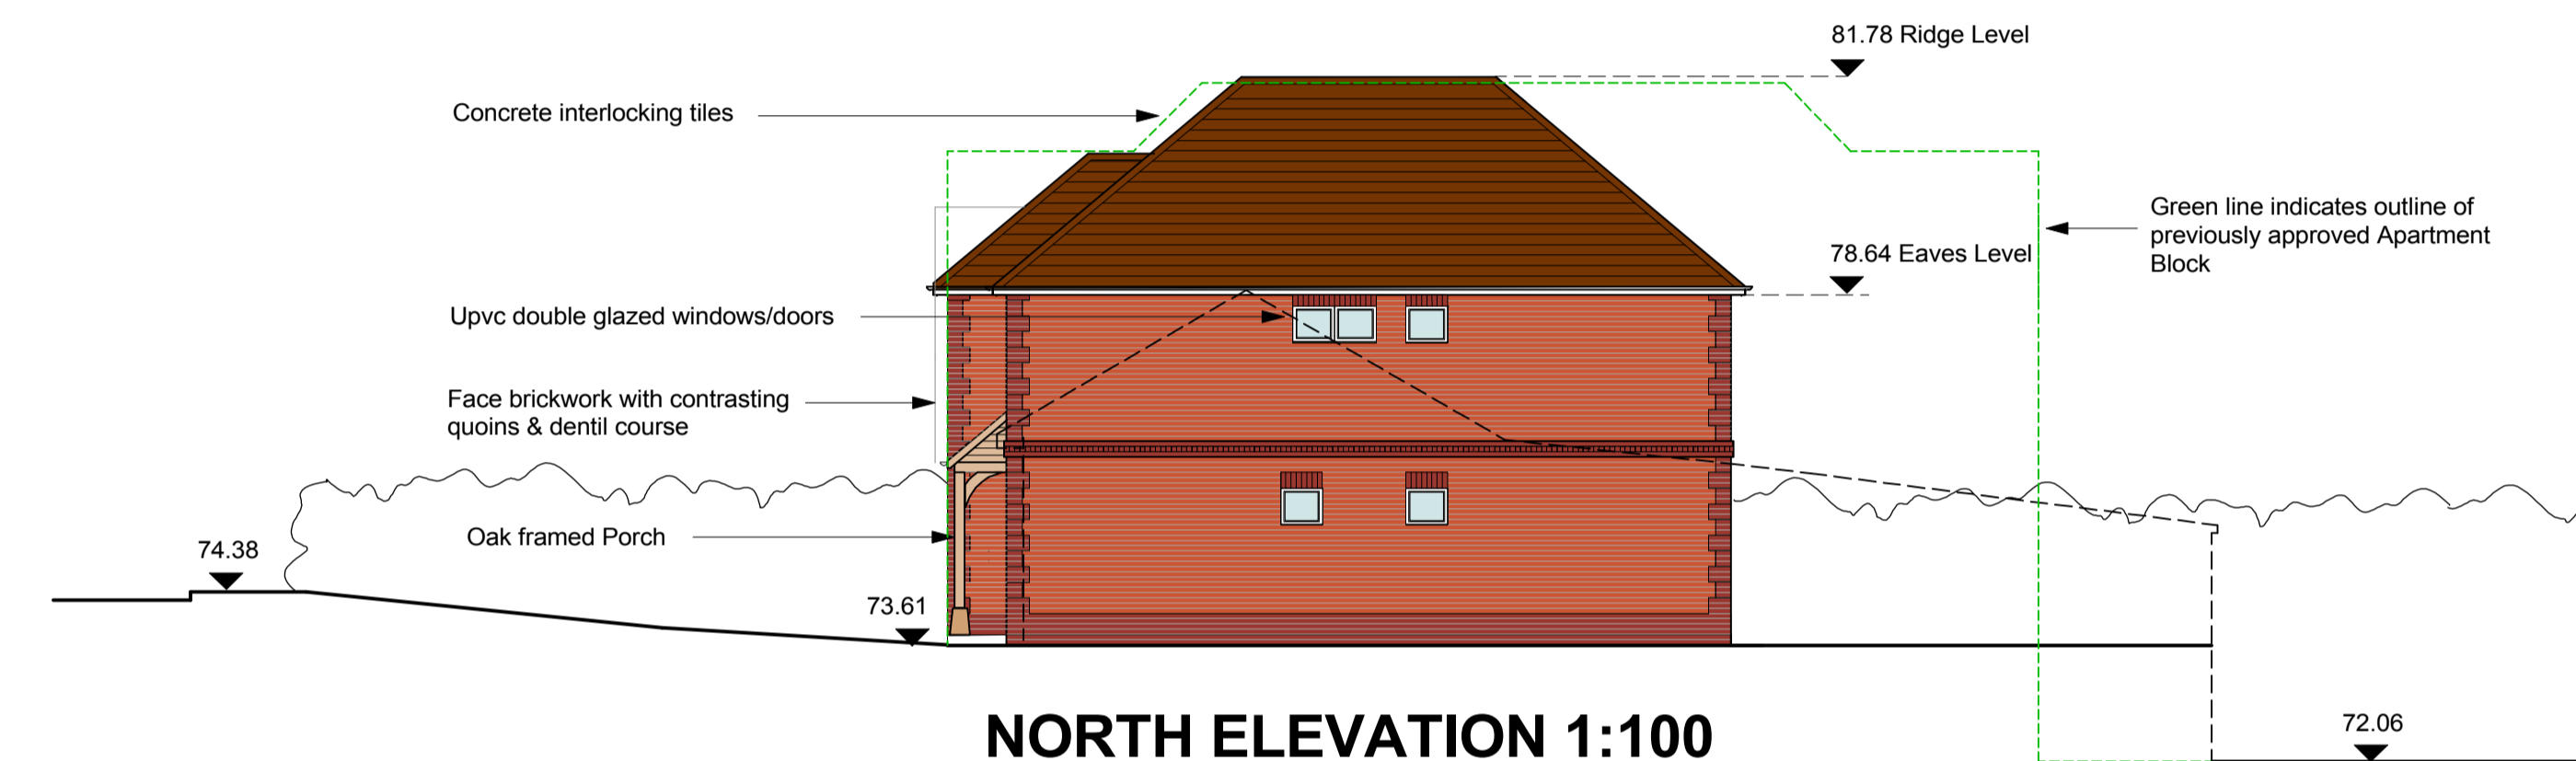 81.78 Ridge Level
Concrete interlocking tiles
Green line indicates outline of
previously approved Apartment
Block
78.64 Eaves Level
Upvc double glazed windows/doors
Face brickwork with contrasting
quoins & dentil course
Oak framed Porch
74.38
73.61
72.06
NORTH ELEVATION 1:100